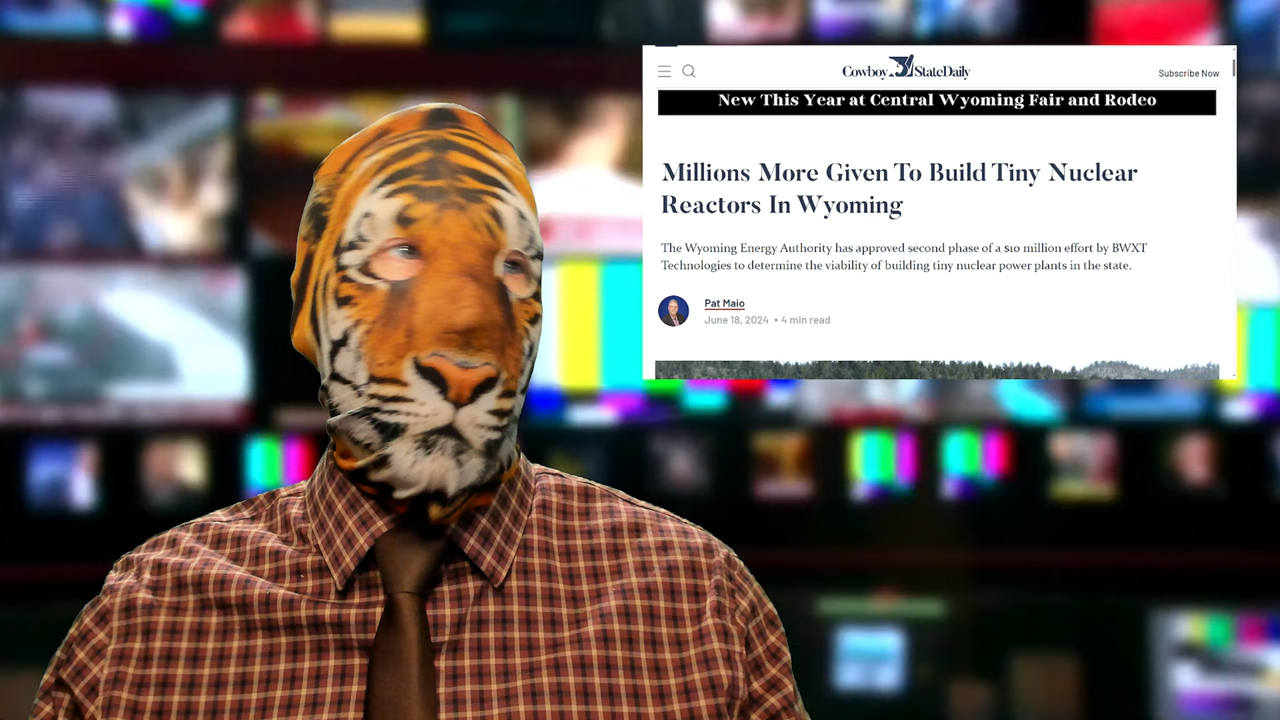 Cowboy StateDaily
Subscribe Now
New This Year at Central Wyoming Fair and Rodeo
Millions More Given To Build Tiny Nuclear
Reactors In Wyoming
The Wyoming Energy Authority has approved second phase of a $10 million effort by BWXT
Technologies to determine the viability of building tiny nuclear power plants in the state.
Pat Maio
June 18, 2024 • 4 min read